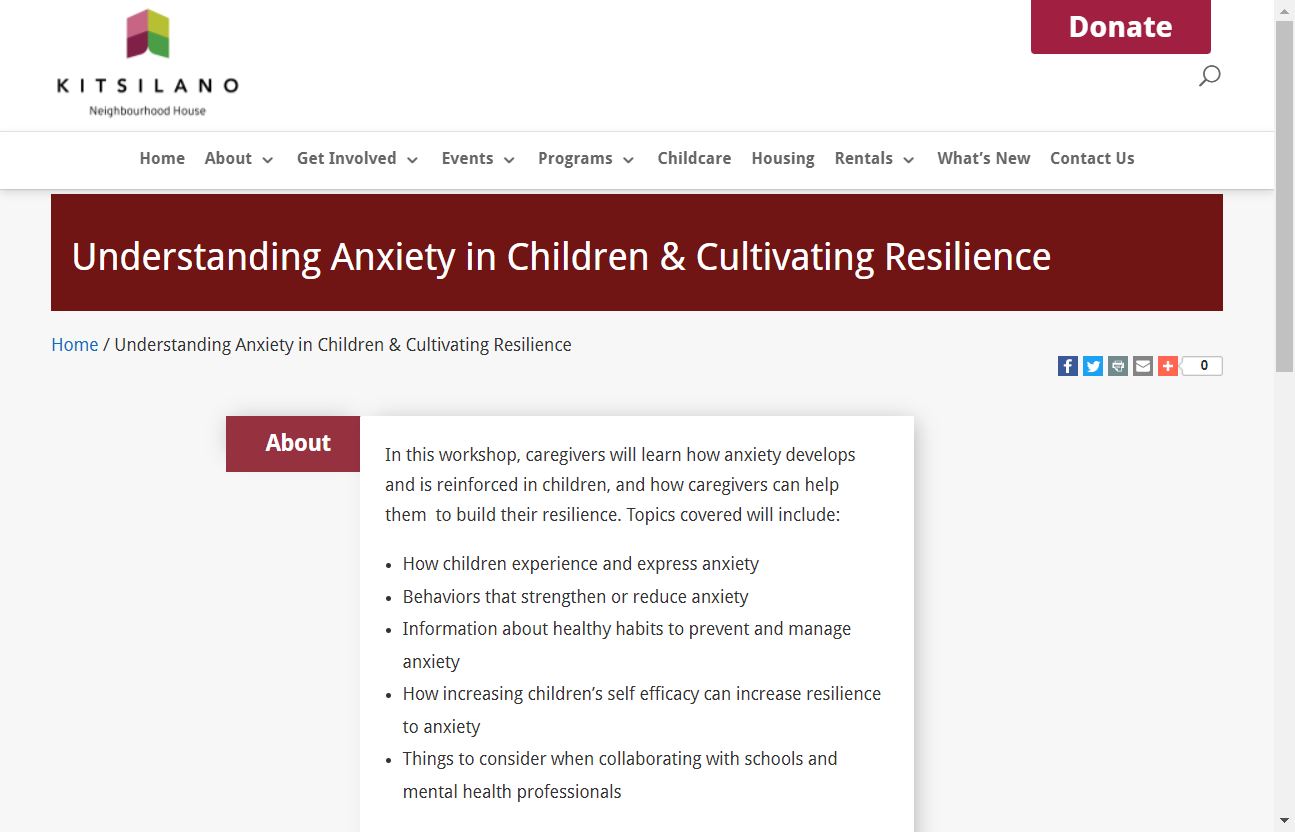 Donate
KITSILANO
Neighbourhood House
Home About Get Involved Events Programs Childcare Housing Rentals What’s New Contact Us
Understanding Anxiety in Children & Cultivating Resilience
Home / Understanding Anxiety in Children & Cultivating Resilience
0
About
In this workshop, caregivers will learn how anxiety develops
and is reinforced in children, and how caregivers can help
them  to build their resilience. Topics covered will include:
• How children experience and express anxiety
• Behaviors that strengthen or reduce anxiety
• Information about healthy habits to prevent and manage
anxiety
• How increasing children’s self efficacy can increase resilience
to anxiety
• Things to consider when collaborating with schools and
mental health professionals